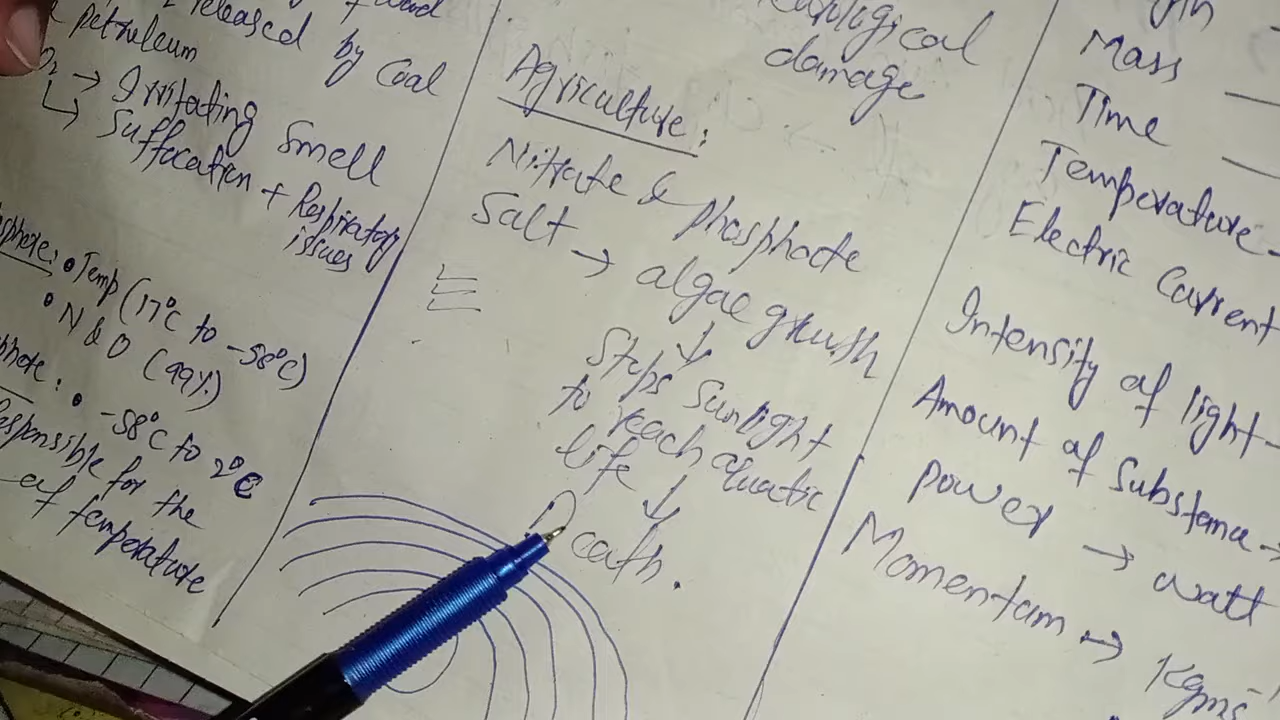 released by Coal
petroleum
→ Irritating Smell
↳ Suffocation + Respiratory
issues
• Temp (17°C to -58°C)
• N & O (99%)
• -58°C to 2°C
Responsible for the
of temperature
damage
Agriculture:
Nitrate & phosphate
Salt → algae growth
↓
Stops Sunlight
to reach aquatic
life ↓
Death.
Mass
Time
Temperature-
Electric Current
Intensity of light-
Amount of Substance →
Power → watt
Momentum → Kgms⁻¹